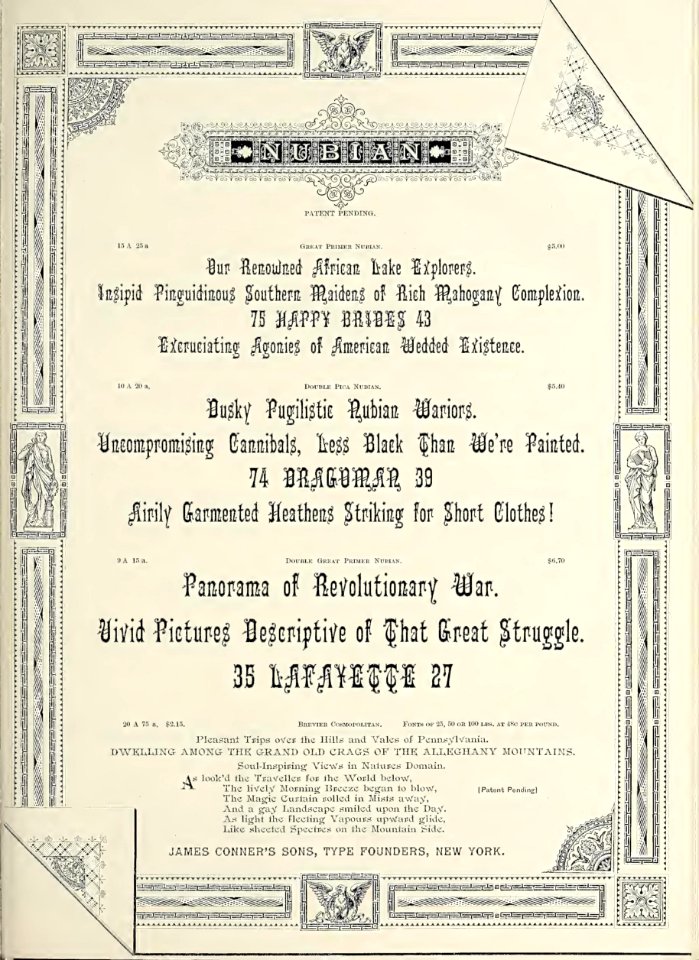 NUBIAN
PATENT PENDING.
15 A 25 a GREAT PRIMER NUBIAN. $5.00
Our Renowned African Lake Explorers.
Insipid Pinguidinous Southern Maidens of Rich Mahogany Complexion.
75 HAPPY BRIDES 43
Excruciating Agonies of American Wedded Existence.
10 A 20 a. DOUBLE PICA NUBIAN. $5.40
Dusky Pugilistic Nubian Wariors.
Uncompromising Cannibals, Less Black Than We're Painted.
74 DRAGOMAN 39
Airily Garmented Heathens Striking for Short Clothes!
9 A 15 a. DOUBLE GREAT PRIMER NUBIAN. $6.70
Panorama of Revolutionary War.
Vivid Pictures Descriptive of That Great Struggle.
35 LAFAYETTE 27
20 A 75 a, $2.15. BREVIER COSMOPOLITAN. FONTS OF 25, 50 OR 100 LBS. AT 48C PER POUND.
Pleasant Trips over the Hills and Vales of Pennsylvania.
DWELLING AMONG THE GRAND OLD CRAGS OF THE ALLEGHANY MOUNTAINS.
Soul-Inspiring Views in Natures Domain.
As look'd the Traveller for the World below,
The lively Morning Breeze began to blow,
The Magic Curtain rolled in Mists away,
And a gay Landscape smiled upon the Day.
As light the fleeting Vapours upward glide,
Like sheeted Spectres on the Mountain Side.
[Patent Pending]
JAMES CONNER'S SONS, TYPE FOUNDERS, NEW YORK.